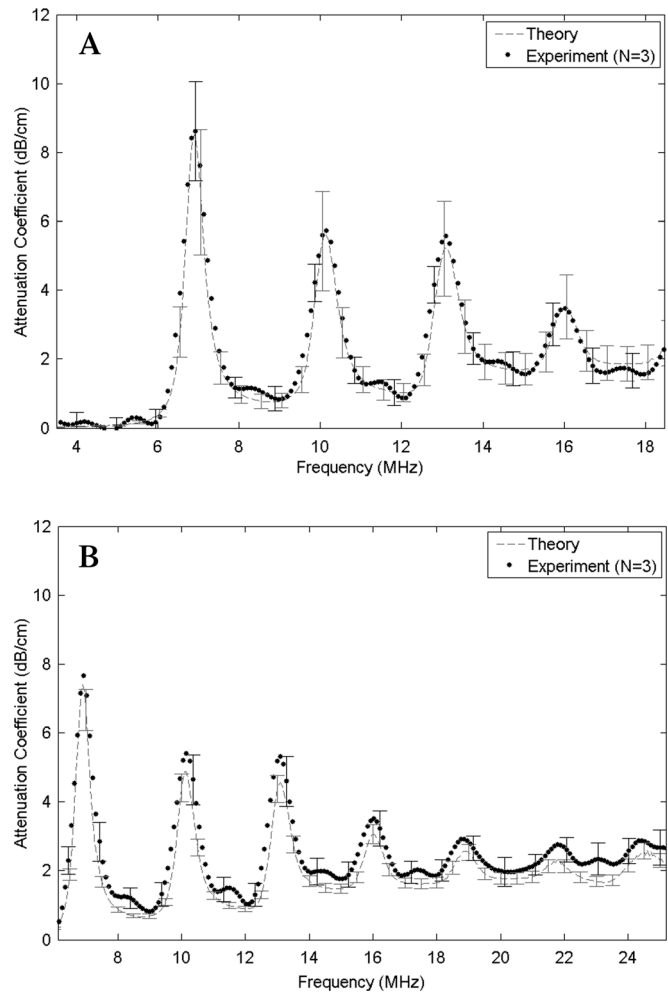 A
Theory
Experiment (N=3)
Attenuation Coefficient (dB/cm)
12
10
8
6
4
2
0
4 6 8 10 12 14 16 18
Frequency (MHz)
B
Theory
Experiment (N=3)
Attenuation Coefficient (dB/cm)
12
10
8
6
4
2
0
8 10 12 14 16 18 20 22 24
Frequency (MHz)